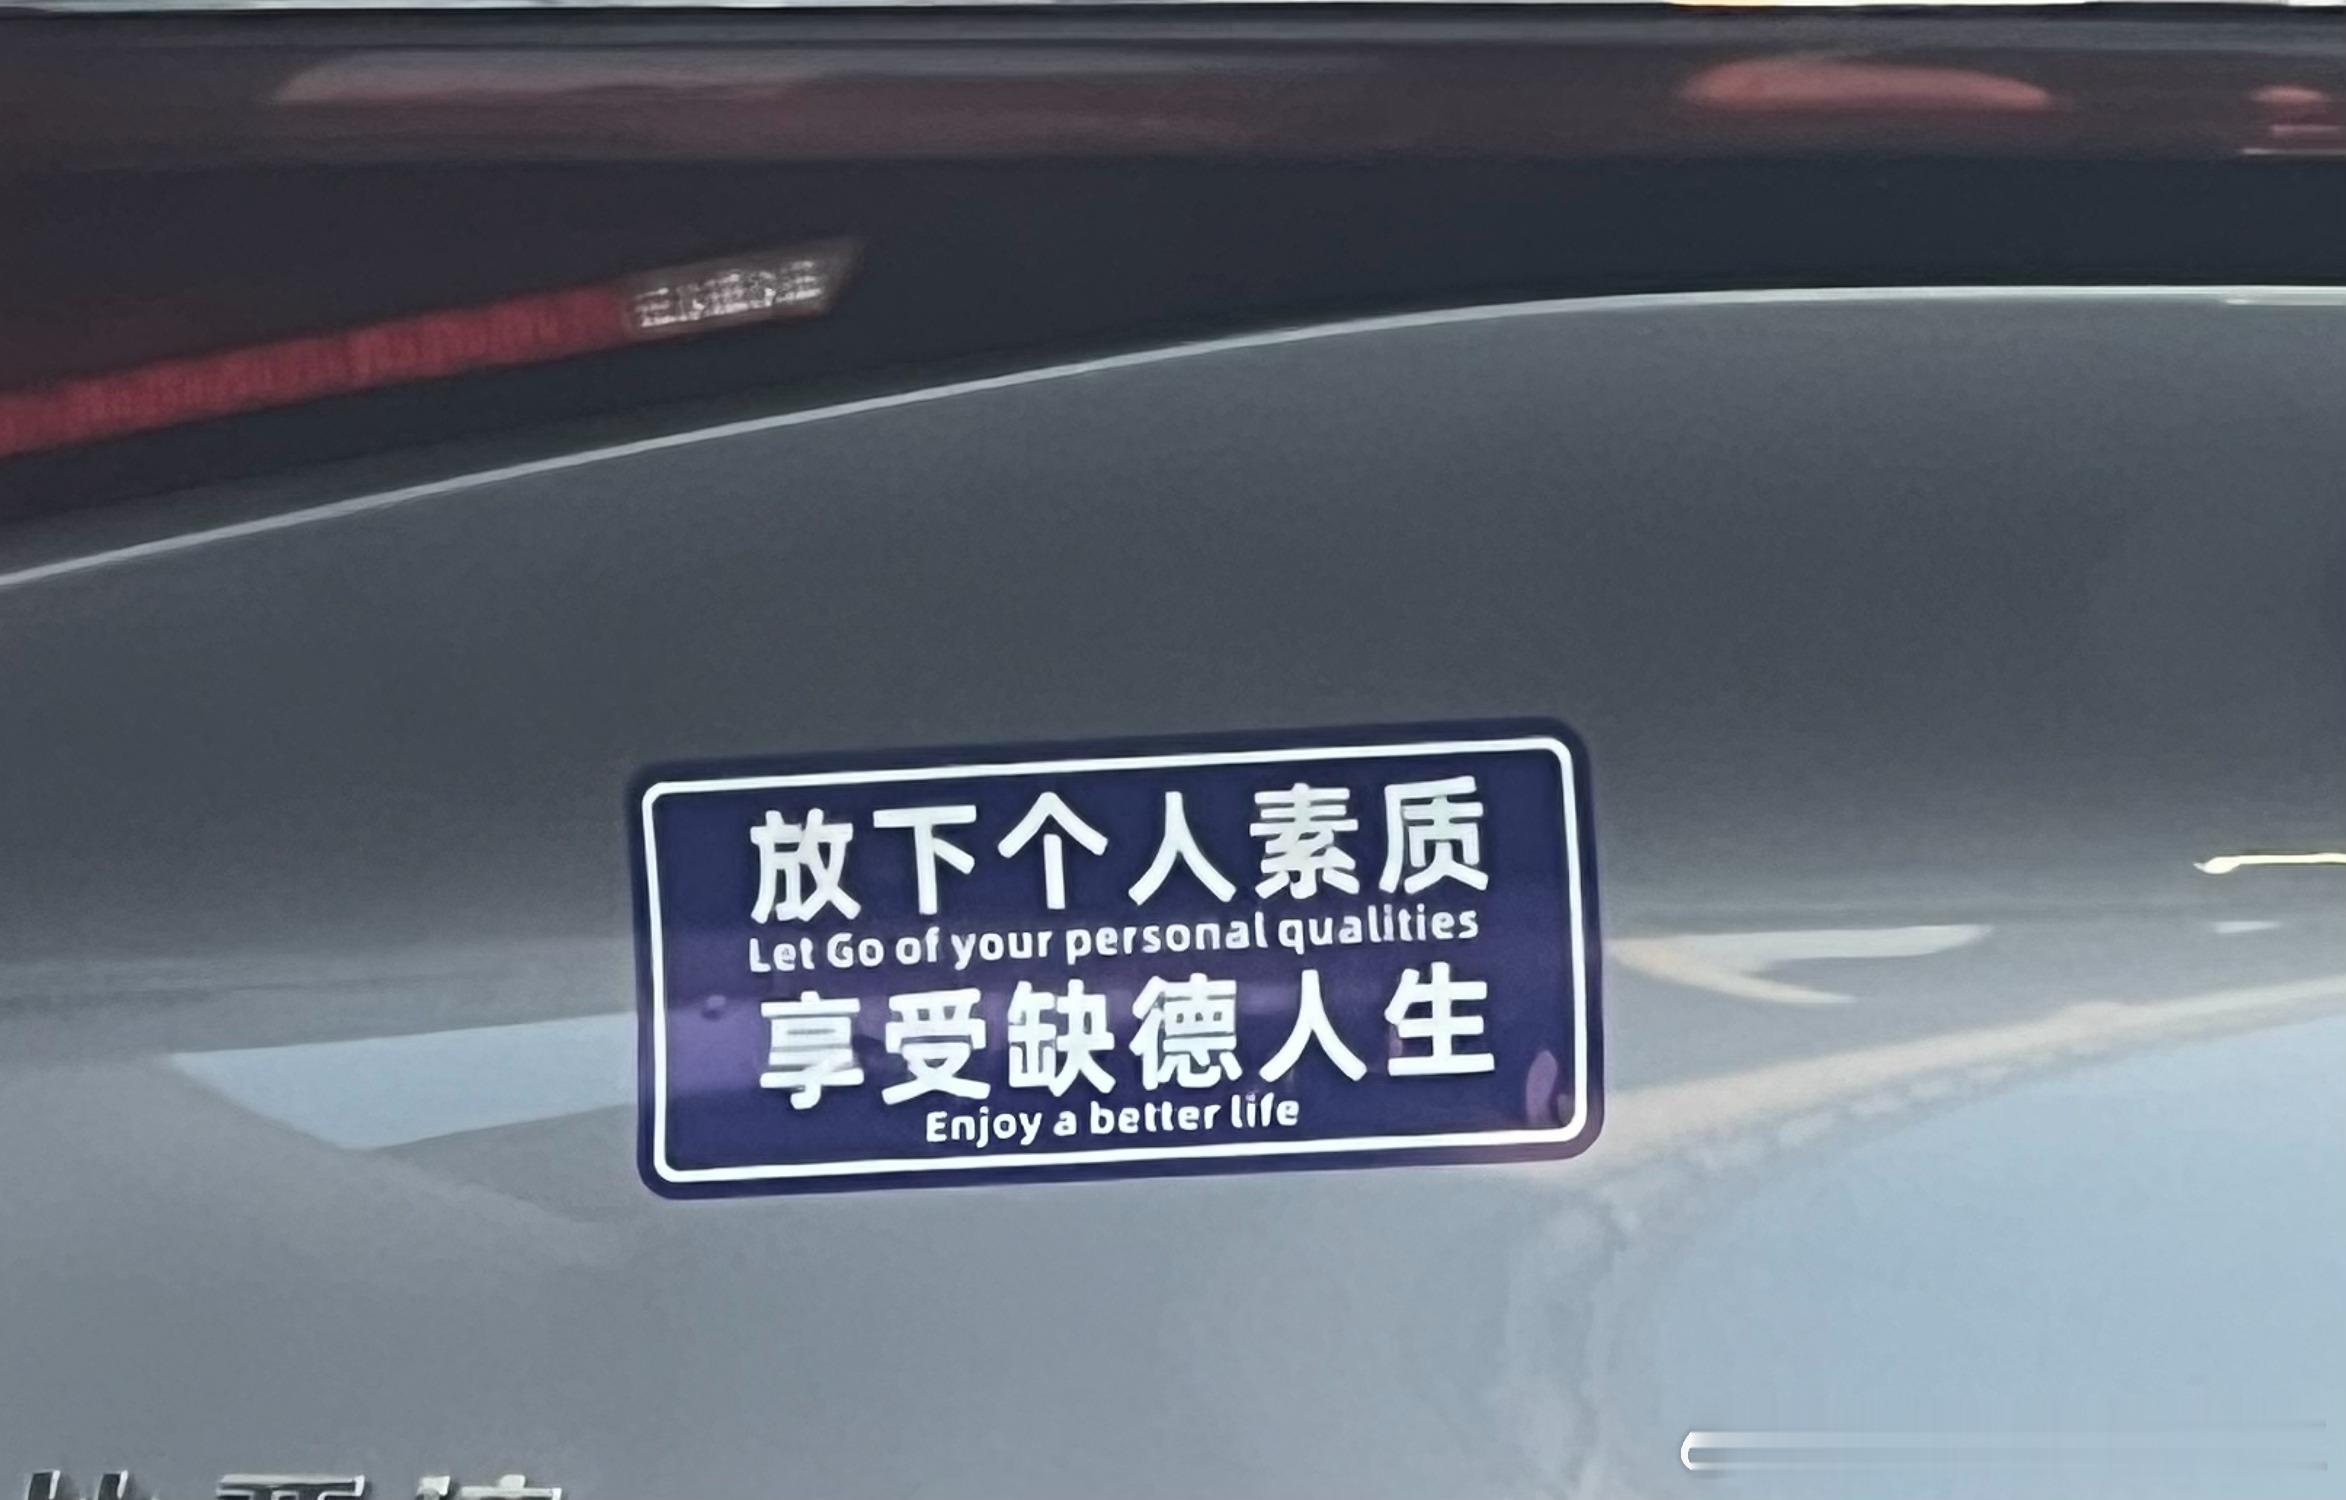 放下个人素质
Let Go of your personal qualities
享受缺德人生
Enjoy a better life